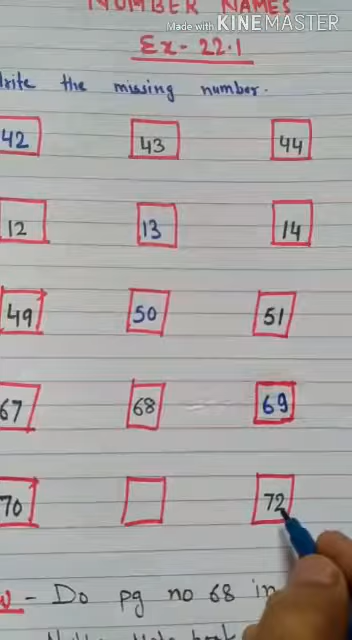 NUMBER NAMES
Made with KINEMASTER
Ex - 22.1
Write the missing number.
42 43 44
12 13 14
49 50 51
67 68 69
70 72
- Do pg no 68 in